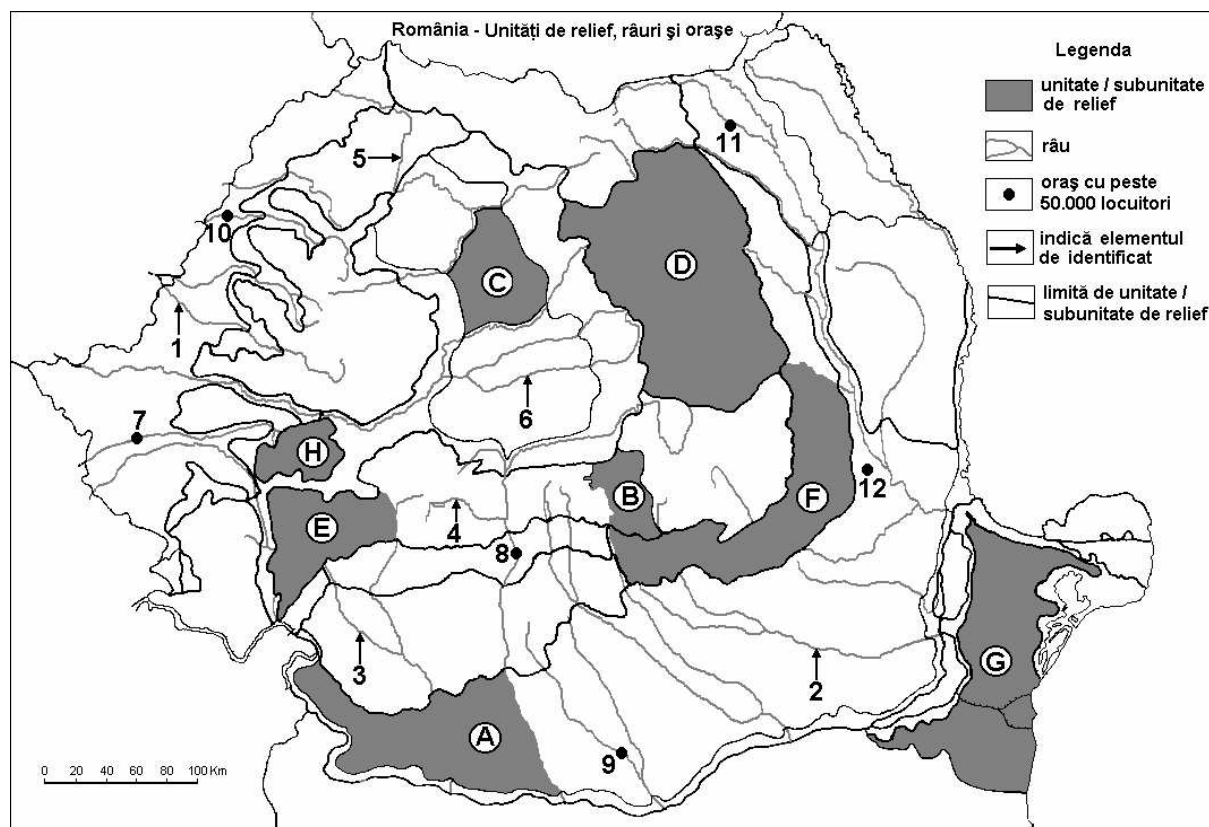 România - Unităţi de relief, râuri şi oraşe
Legenda
unitate / subunitate
de relief
râu
oraş cu peste
50.000 locuitori
indică elementul
de identificat
limită de unitate /
subunitate de relief
11
5
10
C
D
1
6
7
H
B
F
12
E
4
8
3
2
G
A
9
0 20 40 60 80 100 Km